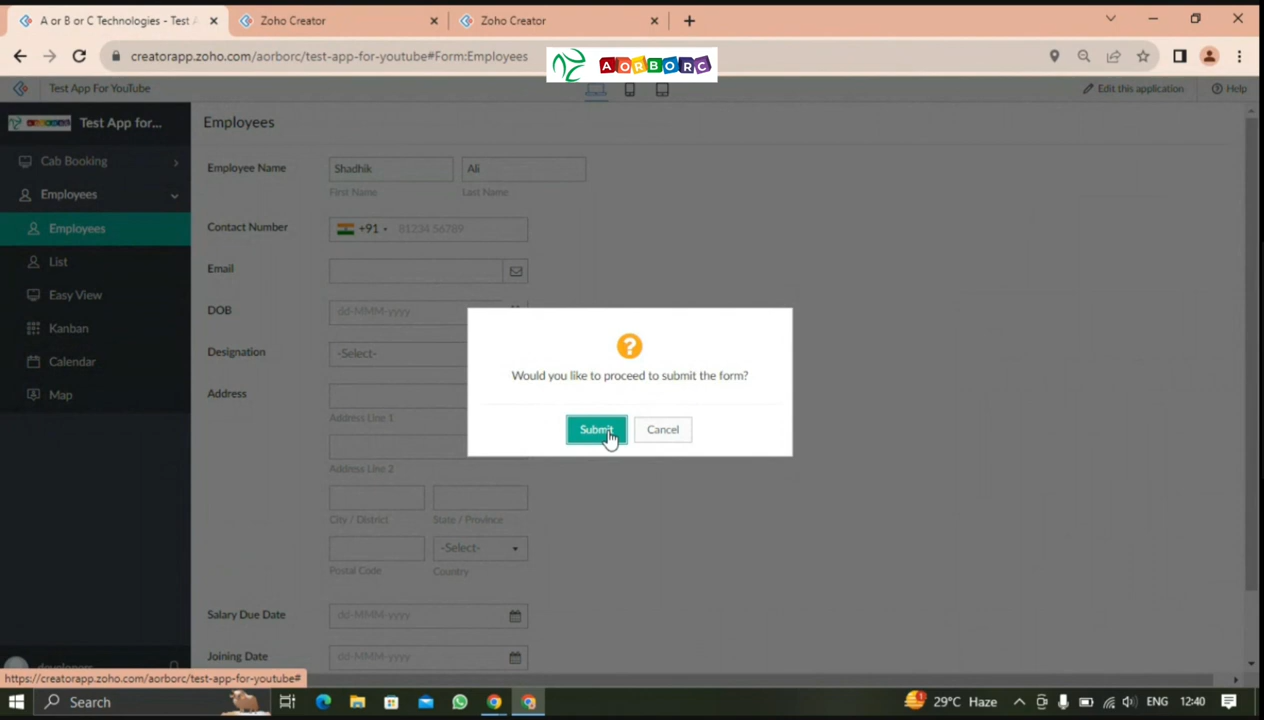 A or B or C Technologies - Test
Zoho Creator
Zoho Creator
creatorapp.zoho.com/aorborc/test-app-for-youtube#Form:Employees
AORBORC
Test App For YouTube
Edit this application
Help
AORBORC
Test App for...
Employees
Cab Booking
Employees
Employees
List
Easy View
Kanban
Calendar
Map
Employee Name
Shadhik
Ali
First Name
Last Name
Contact Number
+91
81234 56789
Email
DOB
dd-MMM-yyyy
Designation
-Select-
Address
Address Line 1
Address Line 2
City / District
State / Province
-Select-
Postal Code
Country
Salary Due Date
dd-MMM-yyyy
Joining Date
dd-MMM-yyyy
Would you like to proceed to submit the form?
Submit
Cancel
developers
https://creatorapp.zoho.com/aorborc/test-app-for-youtube#
Search
1
29°C Haze
ENG
12:40